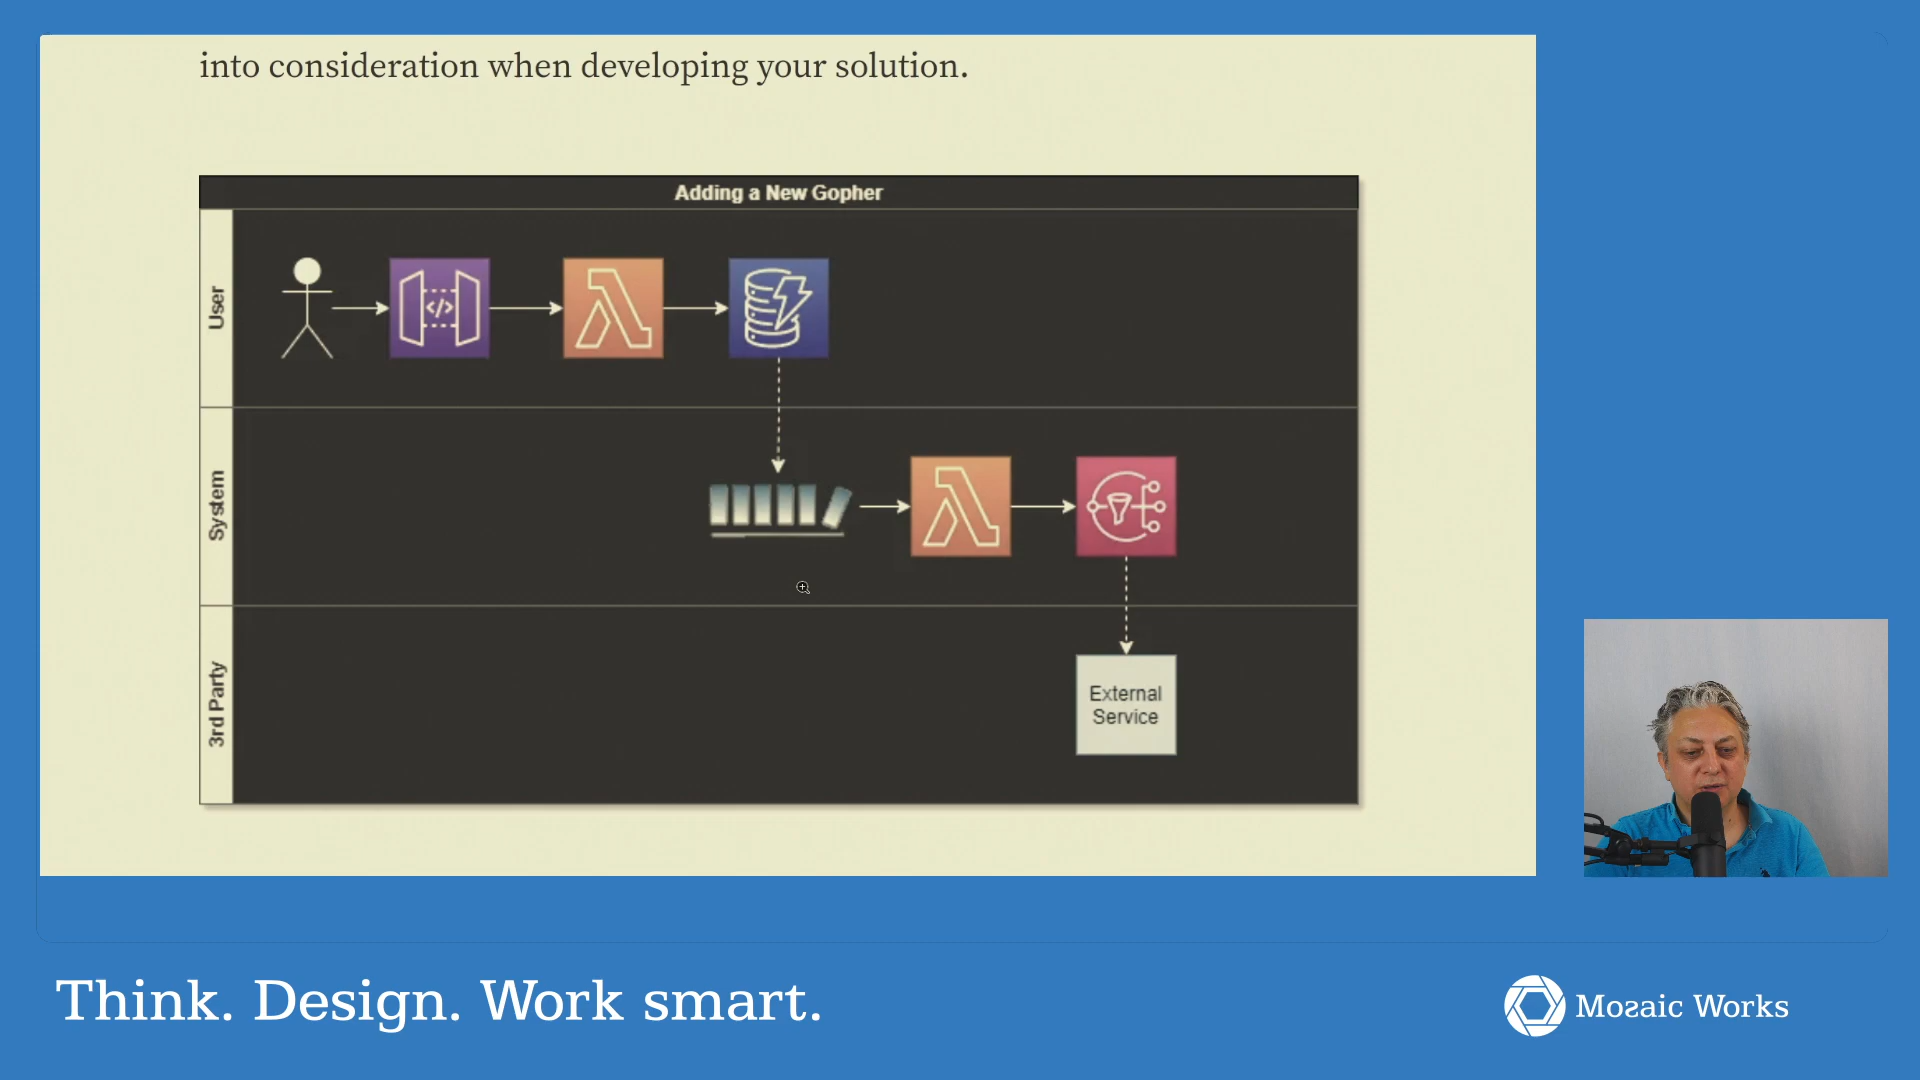 into consideration when developing your solution.
Adding a New Gopher
User
System
3rd Party
External
Service
Think. Design. Work smart.
Mozaic Works